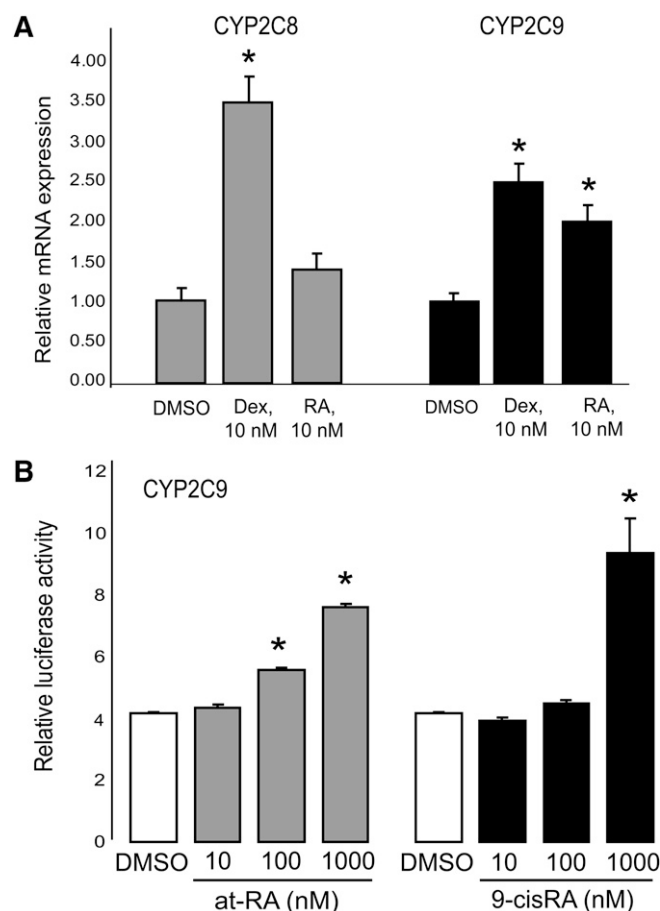 A
CYP2C8 CYP2C9
Relative mRNA expression
4.00
3.50
3.00
2.50
2.00
1.50
1.00
0.50
0.00
* * *
DMSO Dex, 10 nM RA, 10 nM DMSO Dex, 10 nM RA, 10 nM
B
CYP2C9
Relative luciferase activity
12
10
8
6
4
2
0
* * *
DMSO 10 100 1000 DMSO 10 100 1000
at-RA (nM) 9-cisRA (nM)